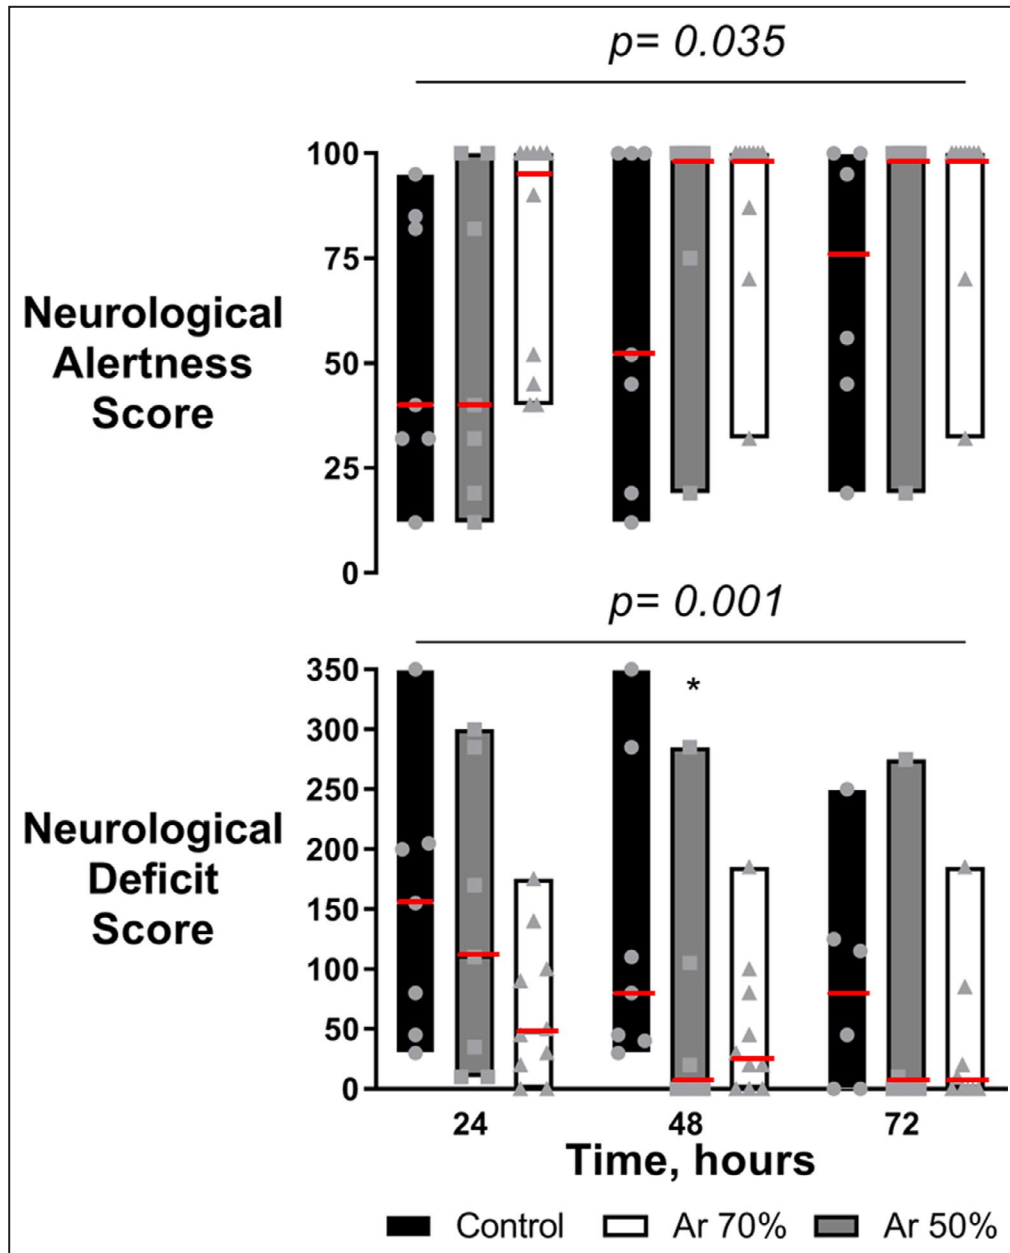 p= 0.035
100
75
50
25
0
Neurological
Alertness
Score
p= 0.001
350
300
250
200
150
100
50
0
*
Neurological
Deficit
Score
24 48 72
Time, hours
Control Ar 70% Ar 50%